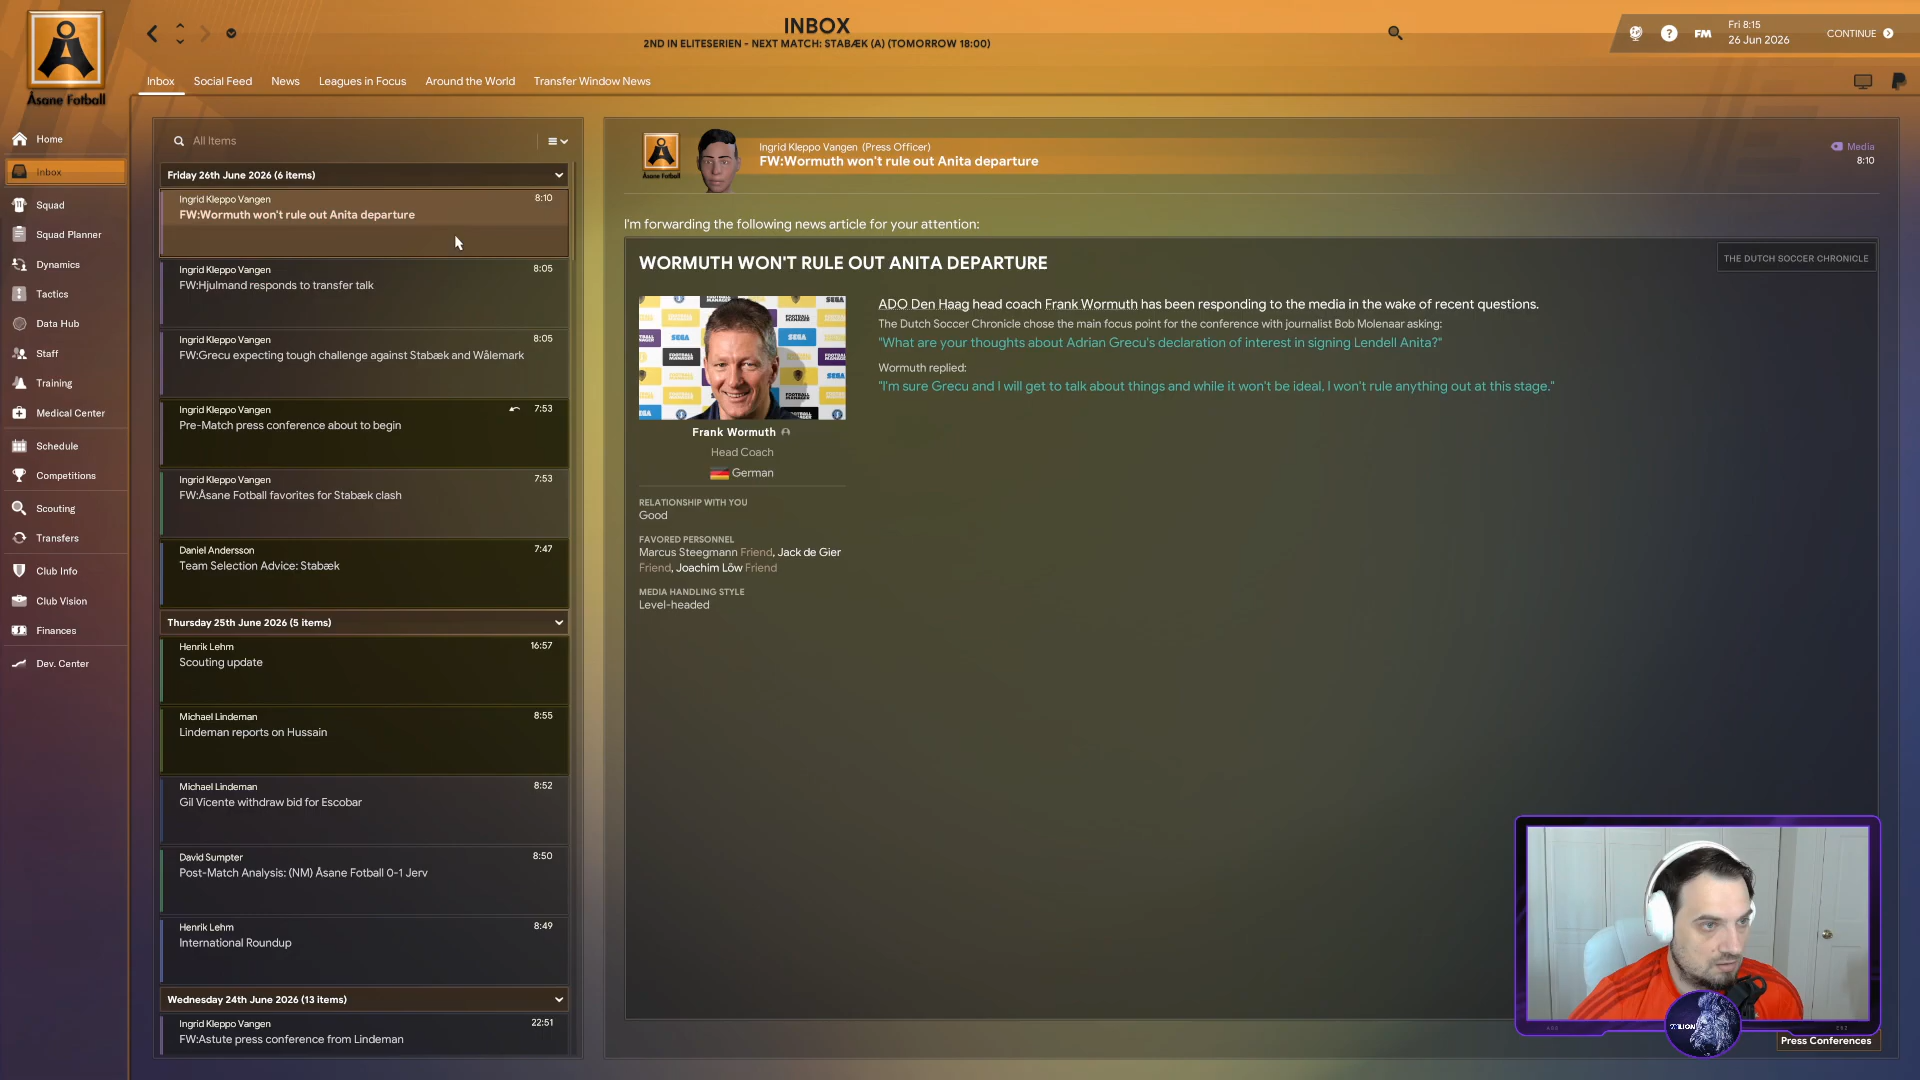 INBOX
2ND IN ELITESERIEN - NEXT MATCH: STABÆK (A) (TOMORROW 18:00)
FM
Fri 8:15
26 Jun 2026
CONTINUE
Åsane Fotball
Inbox
Social Feed
News
Leagues in Focus
Around the World
Transfer Window News
Home
Inbox
Squad
Squad Planner
Dynamics
Tactics
Data Hub
Staff
Training
Medical Center
Schedule
Competitions
Scouting
Transfers
Club Info
Club Vision
Finances
Dev. Center
All Items
Friday 26th June 2026 (6 items)
Ingrid Kleppo Vangen 8:10
FW:Wormuth won't rule out Anita departure
Ingrid Kleppo Vangen 8:05
FW:Hjulmand responds to transfer talk
Ingrid Kleppo Vangen 8:05
FW:Grecu expecting tough challenge against Stabæk and Wålemark
Ingrid Kleppo Vangen 7:53
Pre-Match press conference about to begin
Ingrid Kleppo Vangen 7:53
FW:Åsane Fotball favorites for Stabæk clash
Daniel Andersson 7:47
Team Selection Advice: Stabæk
Thursday 25th June 2026 (5 items)
Henrik Lehm 16:57
Scouting update
Michael Lindeman 8:55
Lindeman reports on Hussain
Michael Lindeman 8:52
Gil Vicente withdraw bid for Escobar
David Sumpter 8:50
Post-Match Analysis: (NM) Åsane Fotball 0-1 Jerv
Henrik Lehm 8:49
International Roundup
Wednesday 24th June 2026 (13 items)
Ingrid Kleppo Vangen 22:51
FW:Astute press conference from Lindeman
Åsane Fotball
Ingrid Kleppo Vangen (Press Officer)
FW:Wormuth won't rule out Anita departure
Media
8:10
I'm forwarding the following news article for your attention:
WORMUTH WON'T RULE OUT ANITA DEPARTURE
THE DUTCH SOCCER CHRONICLE
ADO Den Haag head coach Frank Wormuth has been responding to the media in the wake of recent questions.
The Dutch Soccer Chronicle chose the main focus point for the conference with journalist Bob Molenaar asking:
"What are your thoughts about Adrian Grecu's declaration of interest in signing Lendell Anita?"
Wormuth replied:
"I'm sure Grecu and I will get to talk about things and while it won't be ideal, I won't rule anything out at this stage."
SEGA
Frank Wormuth
Head Coach
German
RELATIONSHIP WITH YOU
Good
FAVORED PERSONNEL
Marcus Steegmann Friend, Jack de Gier
Friend, Joachim Löw Friend
MEDIA HANDLING STYLE
Level-headed
Press Conferences